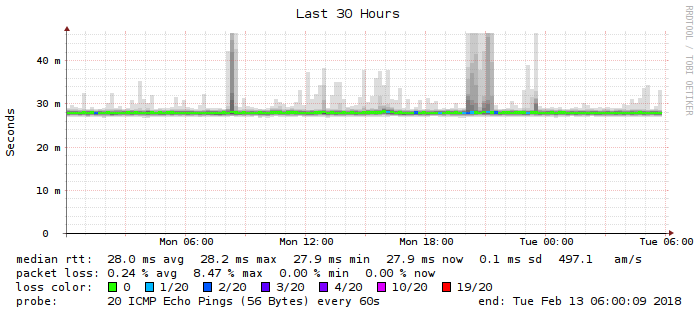 Last 30 Hours
RRDTOOL / TOBI OETIKER
Seconds
40 m
30 m
20 m
10 m
0
Mon 06:00 Mon 12:00 Mon 18:00 Tue 00:00 Tue 06:00
median rtt: 28.0 ms avg 28.2 ms max 27.9 ms min 27.9 ms now 0.1 ms sd 497.1 am/s
packet loss: 0.24 % avg 8.47 % max 0.00 % min 0.00 % now
loss color: 0 1/20 2/20 3/20 4/20 10/20 19/20
probe: 20 ICMP Echo Pings (56 Bytes) every 60s end: Tue Feb 13 06:00:09 2018